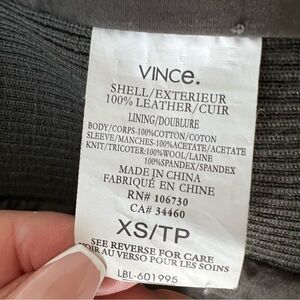 VINCE.
SHELL/EXTERIEUR
100% LEATHER/CUIR
LINING/DOUBLURE
BODY/CORPS-100%COTTON/COTON
SLEEVE/MANCHES-100%ACETATE/ACETATE
KNIT/TRICOT:100%WOOL/LAINE
100%SPANDEX/SPANDEX
MADE IN CHINA
FABRIQUÉ EN CHINE
RN# 106730
CA# 34460
XS/TP
SEE REVERSE FOR CARE
VOIR AU VERSO POUR LES SOINS
LBL-601995